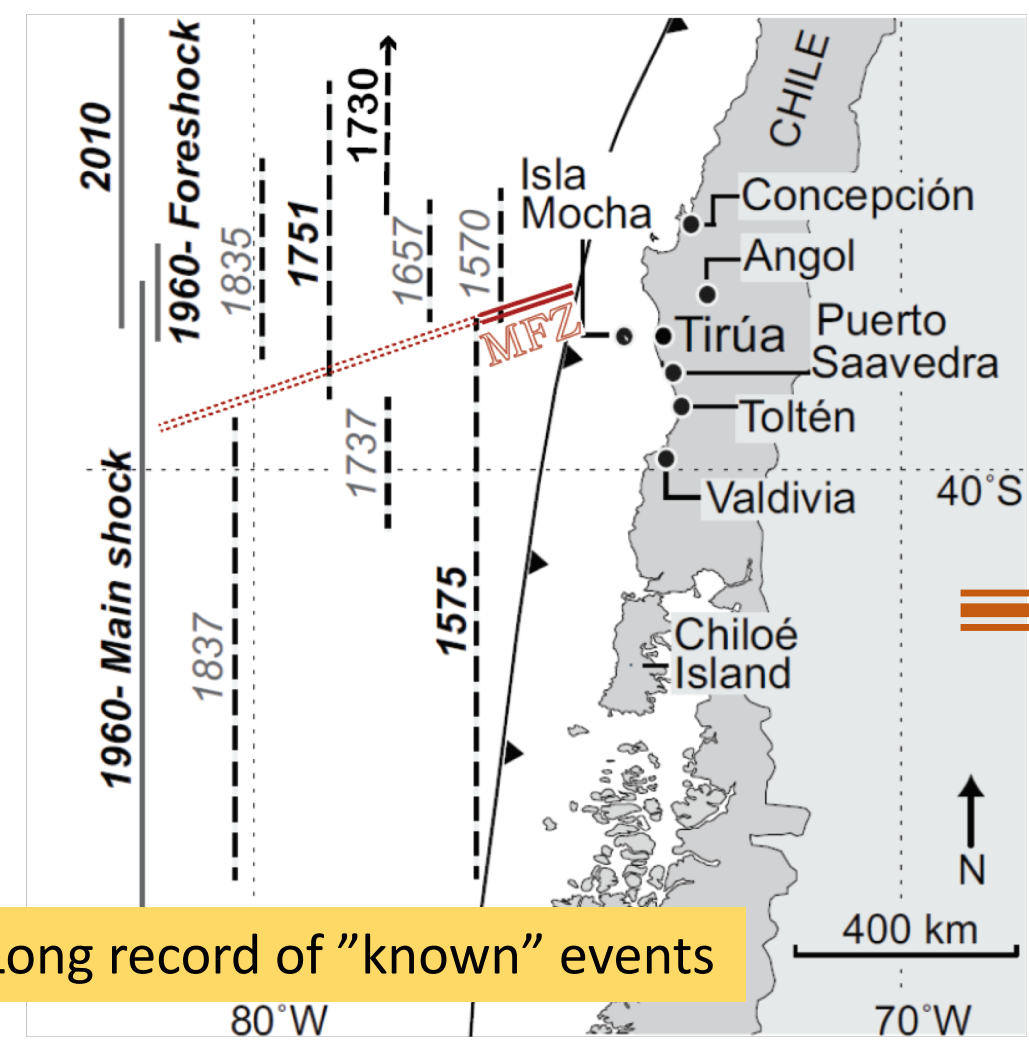 2010
1960- Foreshock
1835
1751
1730
1657
1570
Isla
Mocha
CHILE
Concepción
Angol
Tirúa
Puerto
Saavedra
Toltén
Valdivia
MFZ
1960- Main shock
1837
1737
1575
40°S
Chiloé
Island
N
400 km
Long record of ”known” events
80°W
70°W